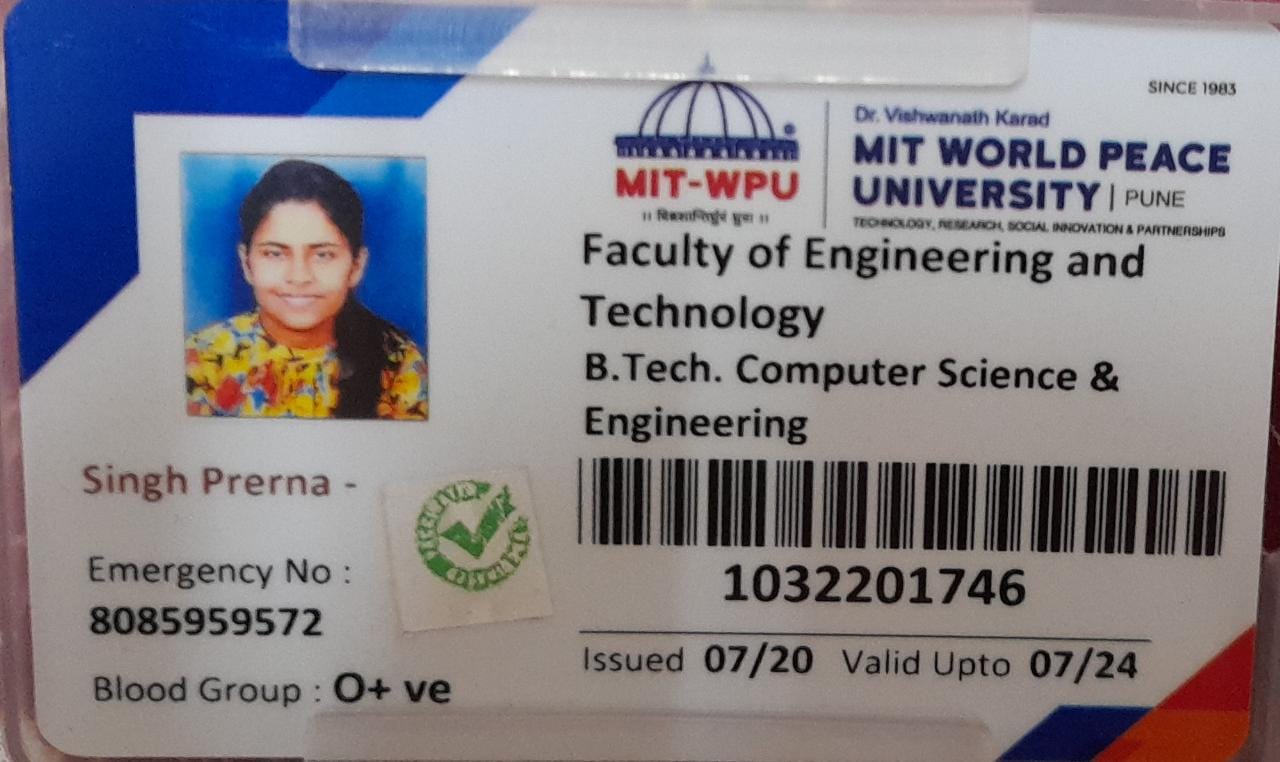 SINCE 1983
Dr. Vishwanath Karad
MIT WORLD PEACE
UNIVERSITY | PUNE
TECHNOLOGY, RESEARCH, SOCIAL INNOVATION & PARTNERSHIPS
MIT-WPU
Faculty of Engineering and
Technology
B.Tech. Computer Science &
Engineering
Singh Prerna -
Emergency No :
8085959572
Blood Group : O+ ve
1032201746
Issued 07/20 Valid Upto 07/24